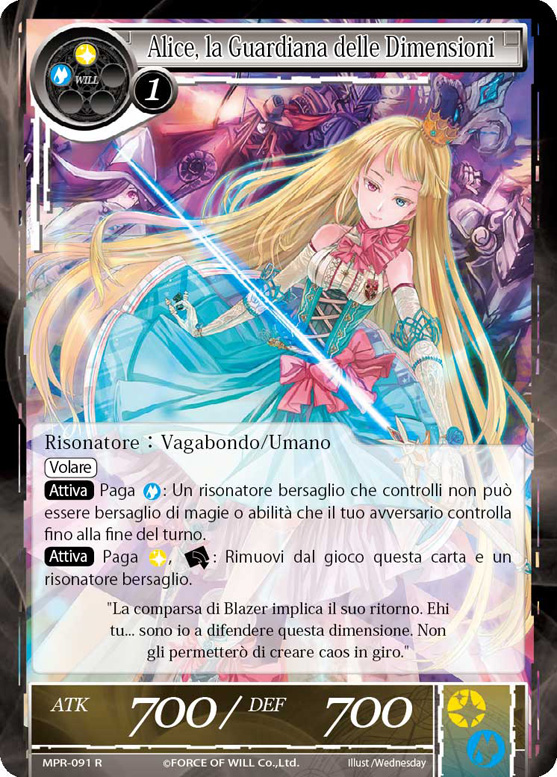 Alice, la Guardiana delle Dimensioni
WILL
1
Risonatore：Vagabondo/Umano
Volare
Attiva Paga : Un risonatore bersaglio che controlli non può
essere bersaglio di magie o abilità che il tuo avversario controlla
fino alla fine del turno.
Attiva Paga , : Rimuovi dal gioco questa carta e un
risonatore bersaglio.
"La comparsa di Blazer implica il suo ritorno. Ehi
tu... sono io a difendere questa dimensione. Non
gli permetterò di creare caos in giro."
ATK 700/ DEF 700
MPR-091 R ©FORCE OF WILL Co.,Ltd. Illust /Wednesday